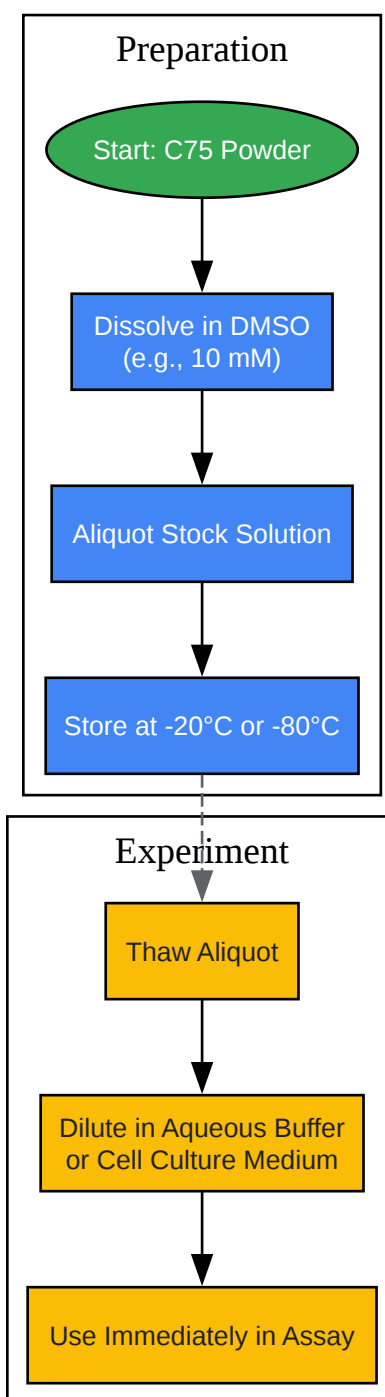 Preparation
Start: C75 Powder
Dissolve in DMSO
(e.g., 10 mM)
Aliquot Stock Solution
Store at -20°C or -80°C
Experiment
Thaw Aliquot
Dilute in Aqueous Buffer
or Cell Culture Medium
Use Immediately in Assay